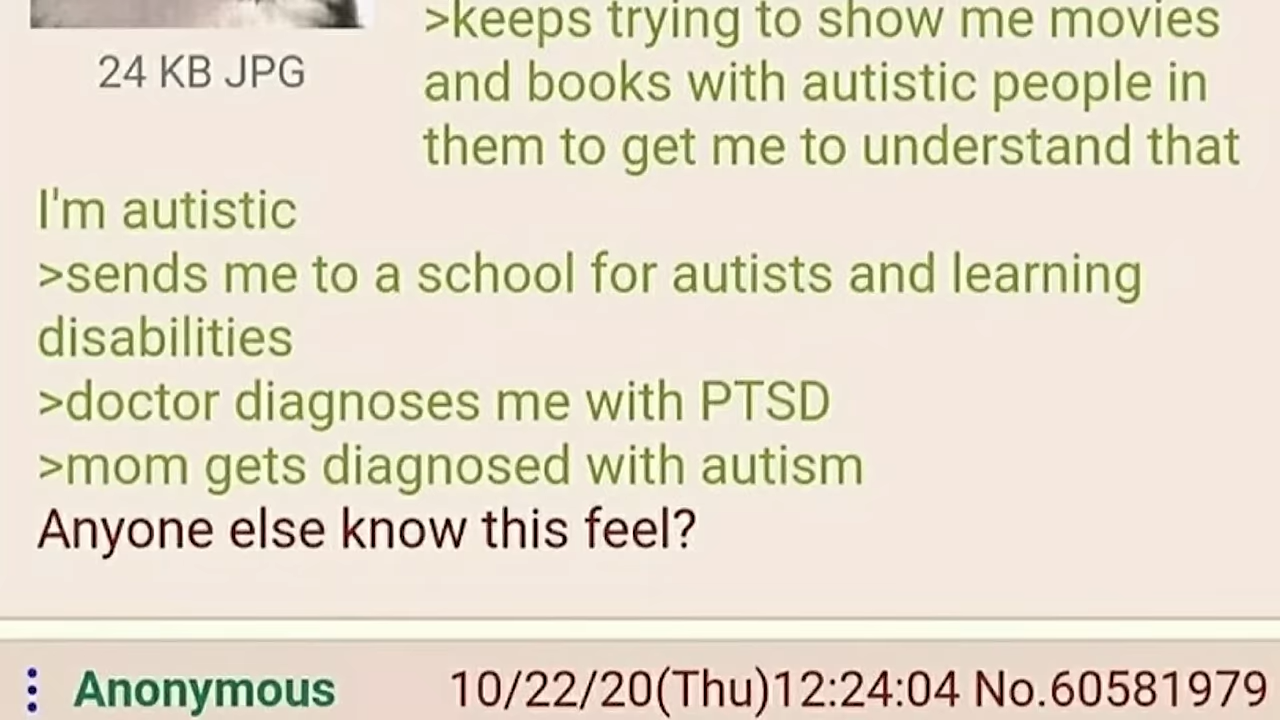 >keeps trying to show me movies
24 KB JPG
and books with autistic people in
them to get me to understand that
I'm autistic
>sends me to a school for autists and learning
disabilities
>doctor diagnoses me with PTSD
>mom gets diagnosed with autism
Anyone else know this feel?
Anonymous 10/22/20(Thu)12:24:04 No.60581979